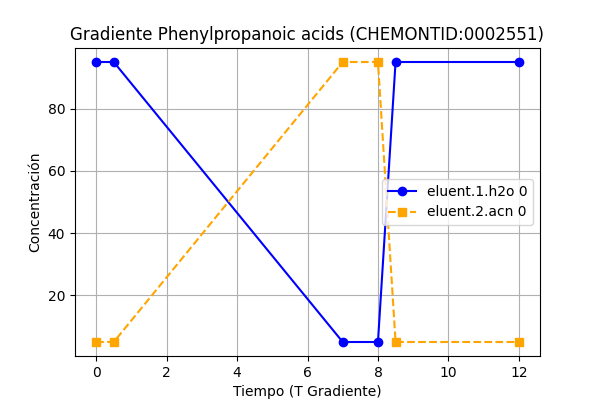 Gradiente Phenylpropanoic acids (CHEMONTID:0002551)
Concentración
80
60
40
20
eluent.1.h2o 0
eluent.2.acn 0
0 2 4 6 8 10 12
Tiempo (T Gradiente)